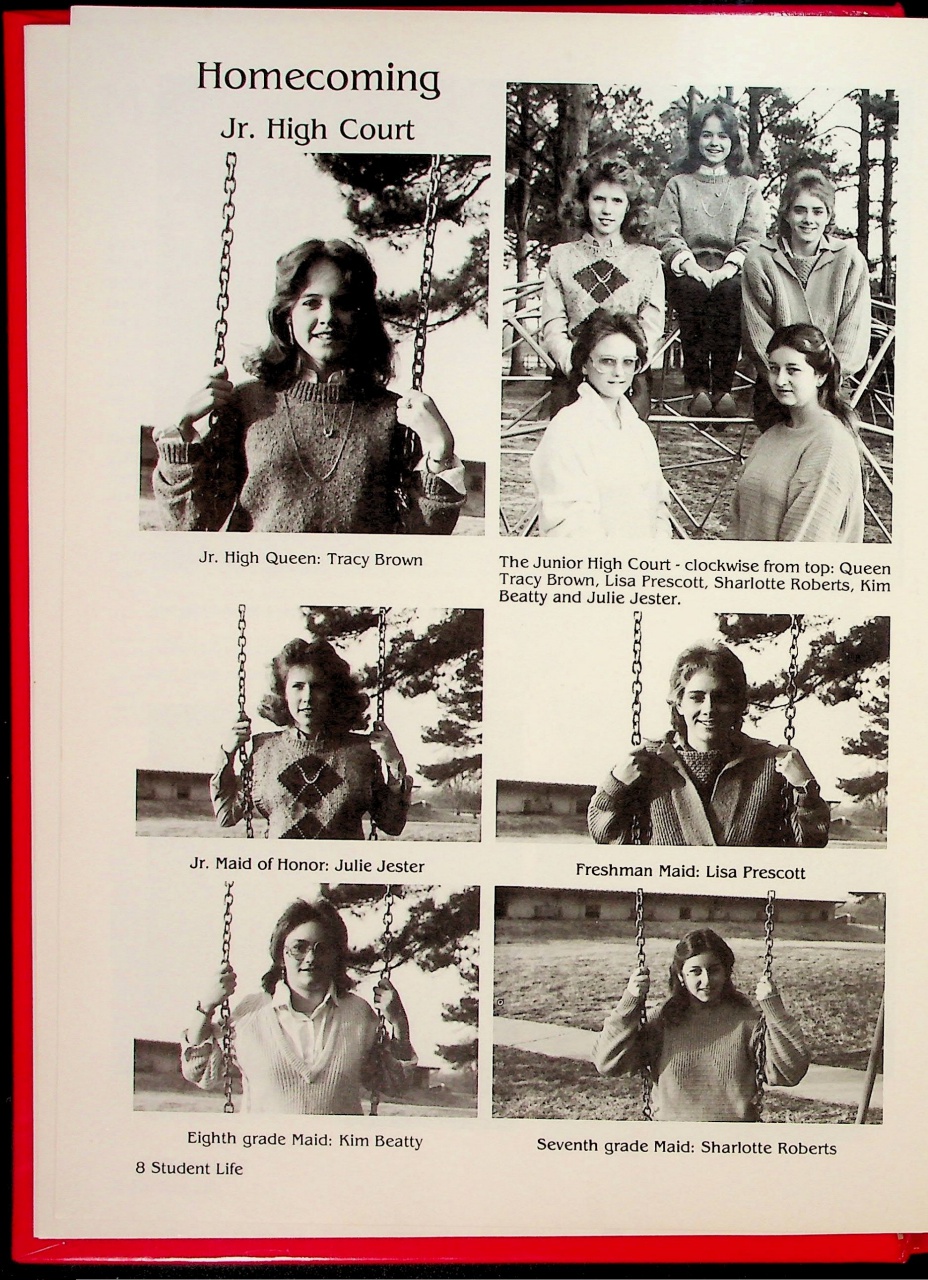 Homecoming
Jr. High Court
Jr. High Queen: Tracy Brown
The Junior High Court - clockwise from top: Queen
Tracy Brown, Lisa Prescott, Sharlotte Roberts, Kim
Beatty and Julie Jester.
Jr. Maid of Honor: Julie Jester
Freshman Maid: Lisa Prescott
Eighth grade Maid: Kim Beatty
Seventh grade Maid: Sharlotte Roberts
8 Student Life